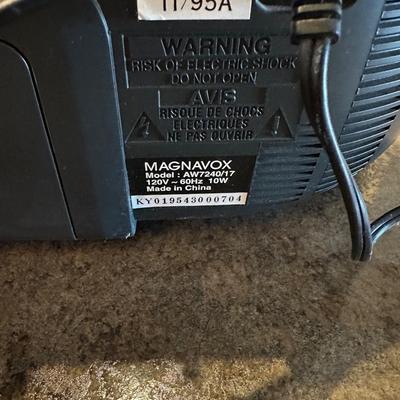 11/95A
WARNING
RISK OF ELECTRIC SHOCK
DO NOT OPEN
AVIS
RISQUE DE CHOCS
ELECTRIQUES
NE PAS OUVRIR
MAGNAVOX
Model : AW7240/17
120V ~ 60Hz 10W
Made in China
KY019543000704